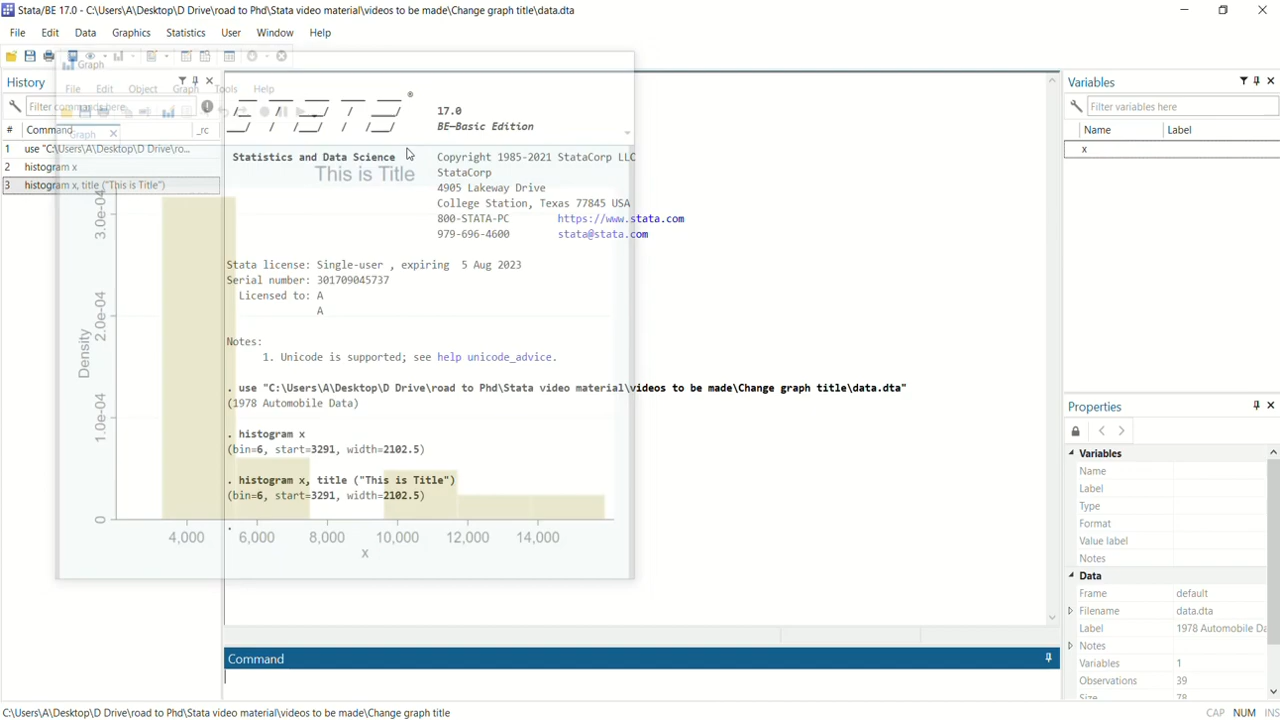 Stata/BE 17.0 - C:\Users\A\Desktop\D Drive\road to Phd\Stata video material\videos to be made\Change graph title\data.dta
File Edit Data Graphics Statistics User Window Help
Graph
File Edit Object Graph Tools Help
History
Filter commands here
# Command _rc
1 use "C:\Users\A\Desktop\D Drive/ro...
2 histogram x
3 histogram x, title ("This is Title")
Graph
This is Title
Density
3.0e-04
2.0e-04
1.0e-04
0
4,000 6,000 8,000 10,000 12,000 14,000
x
®
17.0
BE—Basic Edition
Statistics and Data Science Copyright 1985-2021 StataCorp LLC
StataCorp
4905 Lakeway Drive
College Station, Texas 77845 USA
800-STATA-PC https://www.stata.com
979-696-4600 stata@stata.com
Stata license: Single-user , expiring 5 Aug 2023
Serial number: 301709045737
Licensed to: A
A
Notes:
1. Unicode is supported; see help unicode_advice.
. use "C:\Users\A\Desktop\D Drive\road to Phd\Stata video material\videos to be made\Change graph title\data.dta"
(1978 Automobile Data)
. histogram x
(bin=6, start=3291, width=2102.5)
. histogram x, title ("This is Title")
(bin=6, start=3291, width=2102.5)
.
Command
Variables
Filter variables here
Name Label
x
Properties
Variables
Name
Label
Type
Format
Value label
Notes
Data
Frame default
Filename data.dta
Label 1978 Automobile Da
Notes
Variables 1
Observations 39
Size 78
C:\Users\A\Desktop\D Drive\road to Phd\Stata video material\videos to be made\Change graph title
CAP NUM INS